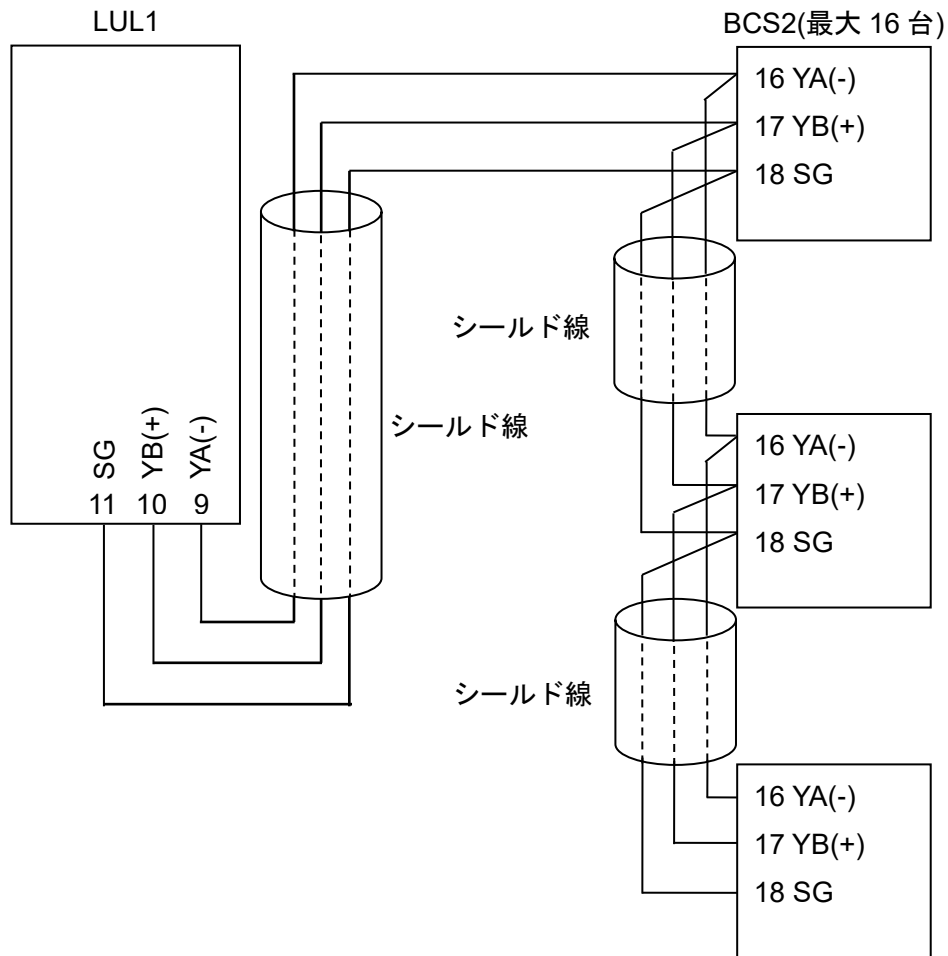 LUL1
BCS2(最大 16 台)
16 YA(-)
17 YB(+)
18 SG
シールド線
シールド線
SG
YB(+)
YA(-)
11
10
9
16 YA(-)
17 YB(+)
18 SG
シールド線
16 YA(-)
17 YB(+)
18 SG